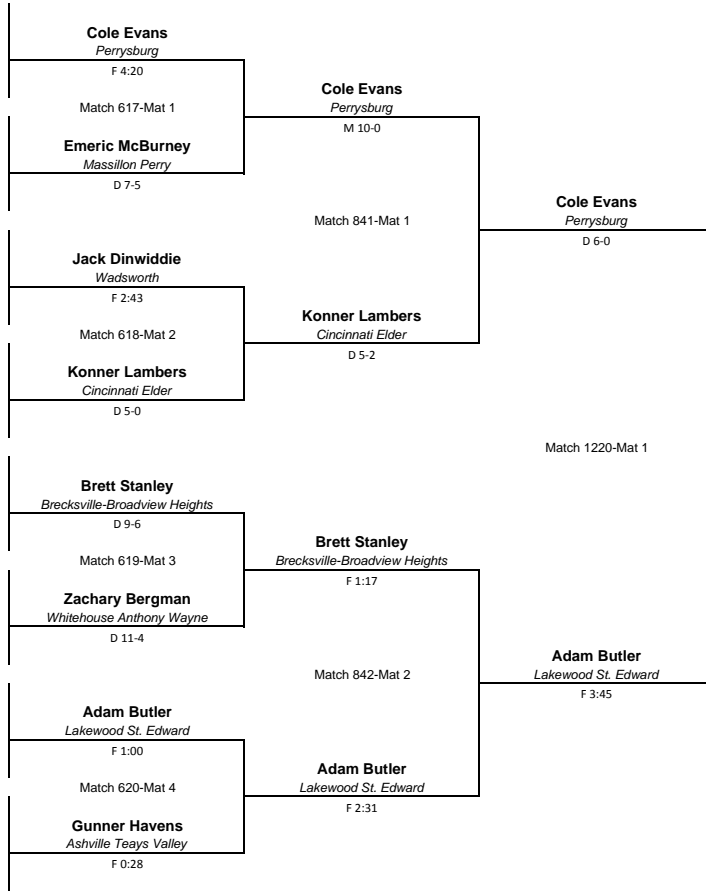 Cole Evans
Perrysburg
F 4:20
Match 617-Mat 1
Emeric McBurney
Massillon Perry
D 7-5
Jack Dinwiddie
Wadsworth
F 2:43
Match 618-Mat 2
Konner Lambers
Cincinnati Elder
D 5-0
Brett Stanley
Brecksville-Broadview Heights
D 9-6
Match 619-Mat 3
Zachary Bergman
Whitehouse Anthony Wayne
D 11-4
Adam Butler
Lakewood St. Edward
F 1:00
Match 620-Mat 4
Gunner Havens
Ashville Teays Valley
F 0:28
Cole Evans
Perrysburg
M 10-0
Match 841-Mat 1
Konner Lambers
Cincinnati Elder
D 5-2
Brett Stanley
Brecksville-Broadview Heights
F 1:17
Match 842-Mat 2
Adam Butler
Lakewood St. Edward
F 2:31
Cole Evans
Perrysburg
D 6-0
Match 1220-Mat 1
Adam Butler
Lakewood St. Edward
F 3:45